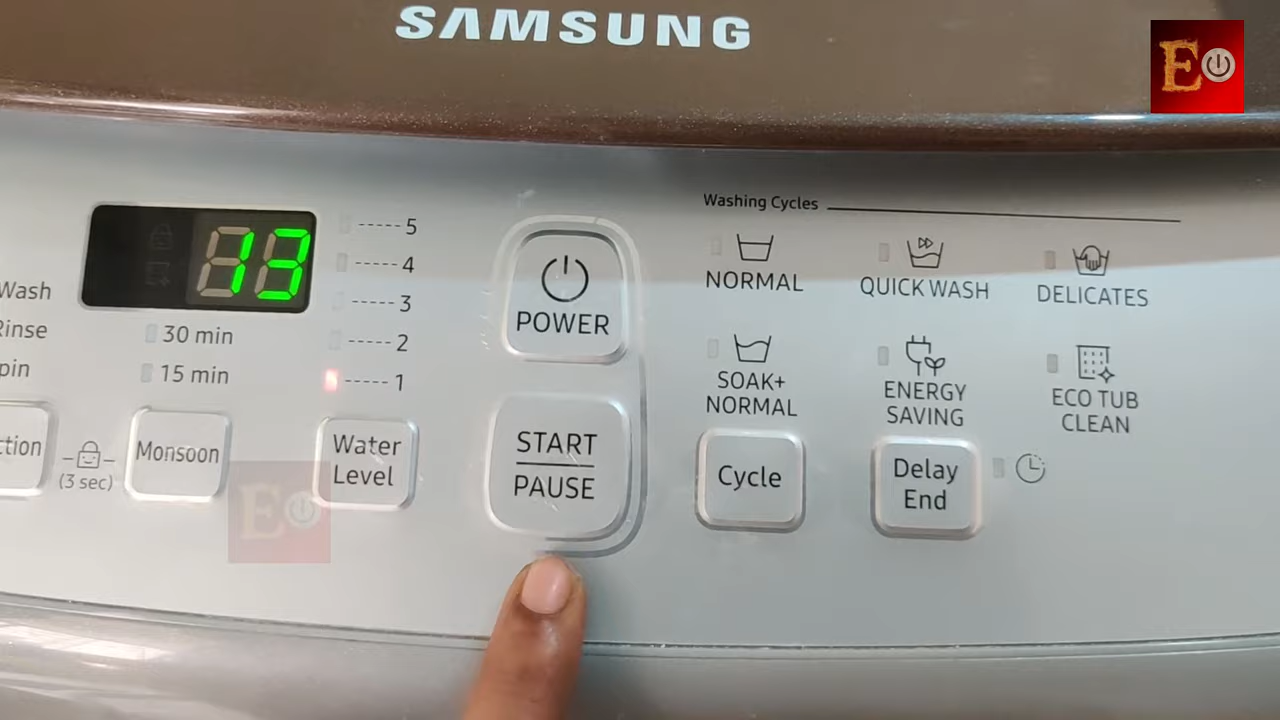 SAMSUNG
E
Washing Cycles
13
Wash
Rinse
pin
30 min
15 min
-----5
-----4
-----3
-----2
-----1
POWER
NORMAL
QUICK WASH
DELICATES
SOAK+
NORMAL
ENERGY
SAVING
ECO TUB
CLEAN
ction
(3 sec)
Monsoon
Water
Level
START
PAUSE
Cycle
Delay
End
E